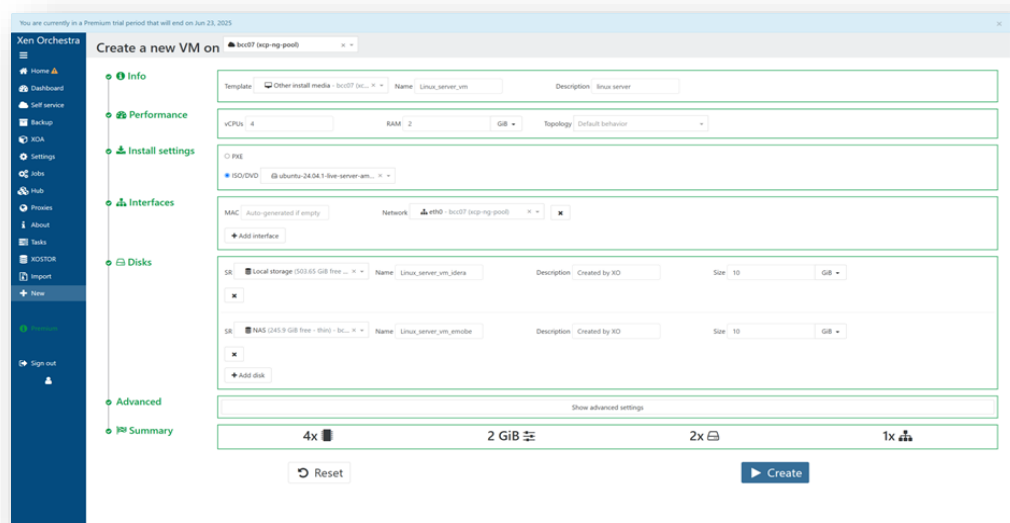 You are currently in a Premium trial period that will end on Jun 23, 2025 ×
Xen Orchestra
Home
Dashboard
Self service
Backup
XOA
Settings
Jobs
Hub
Proxies
About
Tasks
XOSTOR
Import
New
Premium
Sign out
Create a new VM on bcc07 (xcp-ng-pool)
Info
Template Other install media - bcc07 (xc... Name Linux_server_vm Description linux server
Performance
vCPUs 4 RAM 2 GiB Topology Default behavior
Install settings
PXE
ISO/DVD ubuntu-24.04.1-live-server-am...
Interfaces
MAC Auto-generated if empty Network eth0 - bcc07 (xcp-ng-pool)
Add interface
Disks
SR Local storage (503.65 GiB free ... Name Linux_server_vm_idera Description Created by XO Size 10 GiB
SR NAS (245.9 GiB free - thin) - bc... Name Linux_server_vm_emobe Description Created by XO Size 10 GiB
Add disk
Advanced
Show advanced settings
Summary
4x 2 GiB 2x 1x
Reset Create